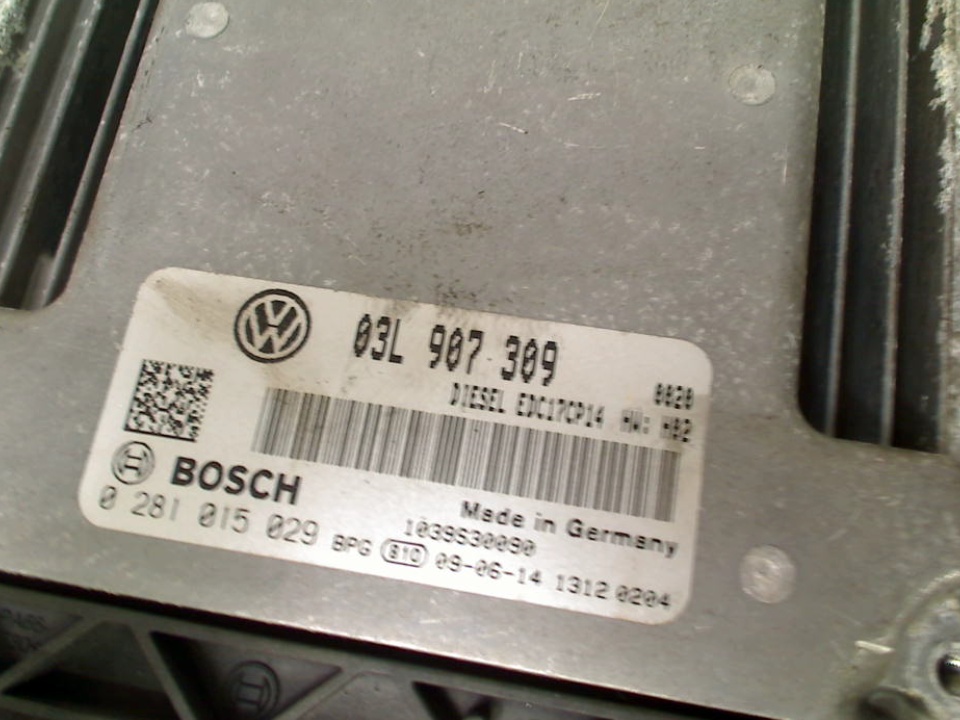 03L 907 309
0020
DIESEL EDC17CP14 HW: H02
BOSCH
Made in Germany
0 281 015 029
1039S30090
BPG 810 09-06-14 1312 0204